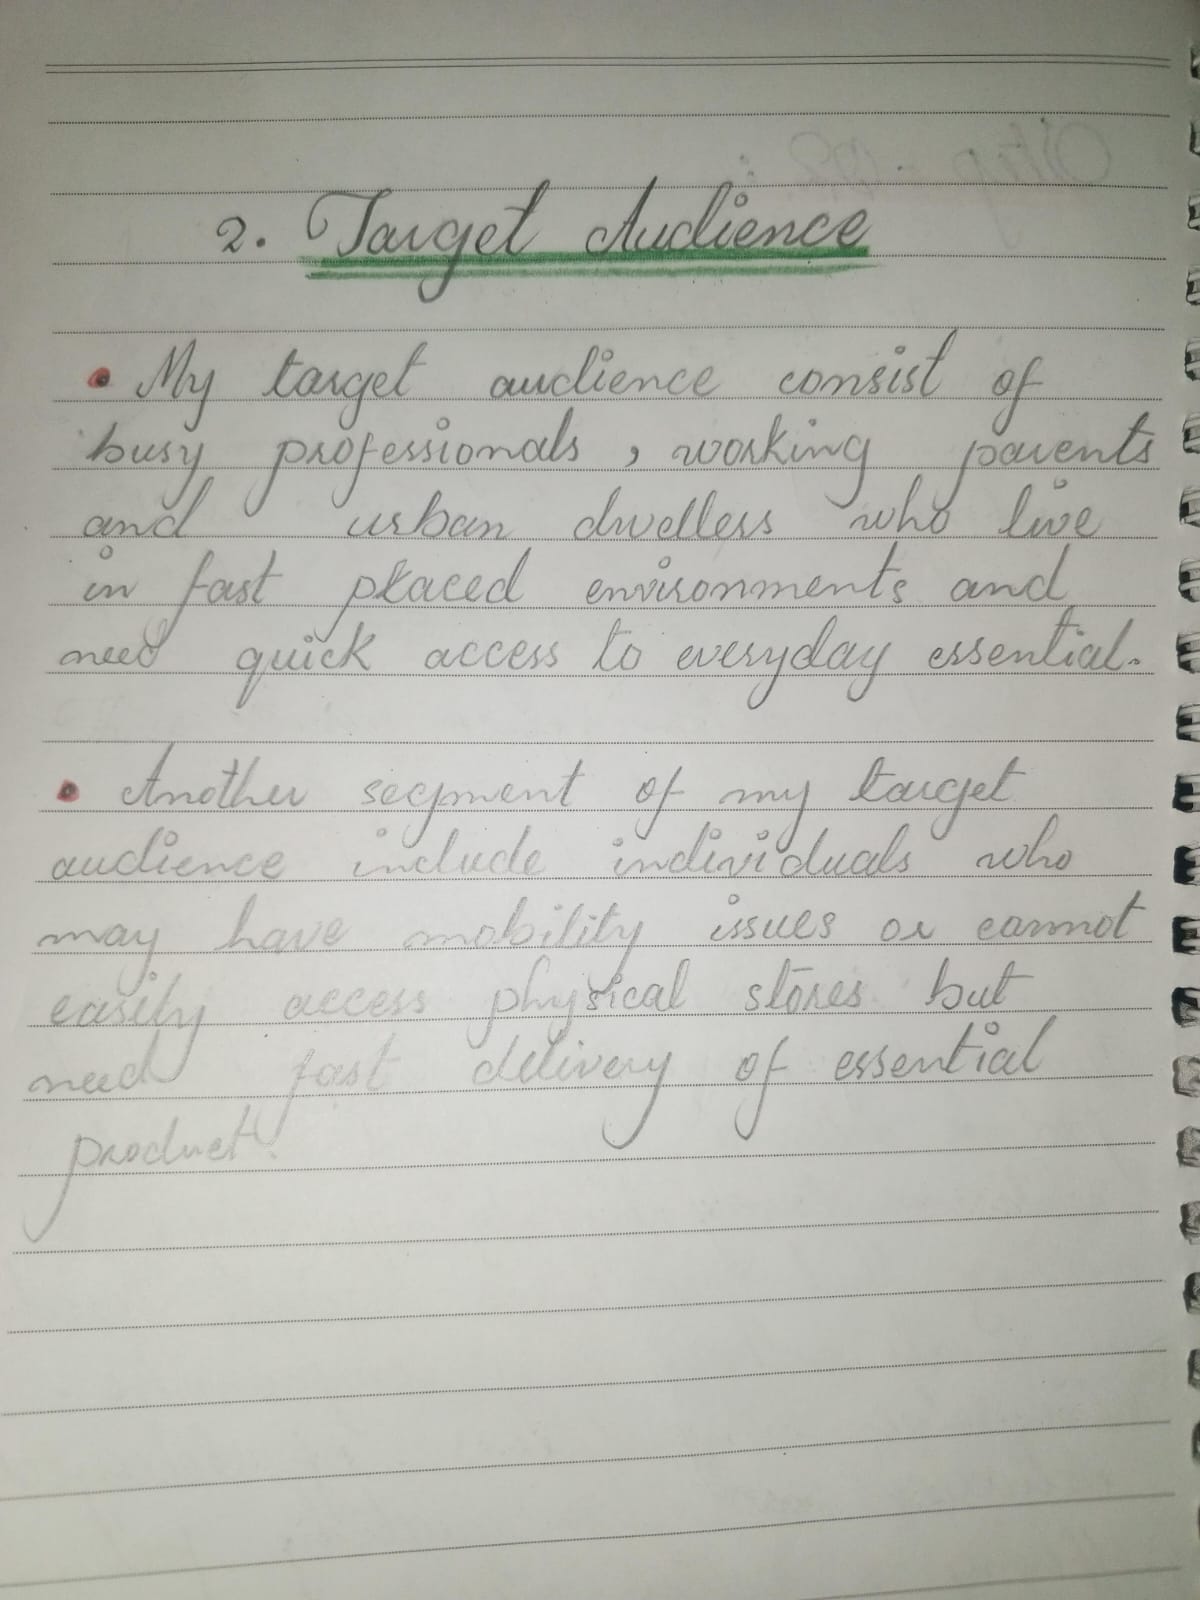 2. Target Audience
• My target audience consist of
busy professionals, working parents
and urban dwelless who live
in fast placed environments and
need quick access to everyday essential.
• Another segment of my target
audience include individuals who
may have mobility issues or cannot
easily access physical stores but
need fast delivery of essential
product.